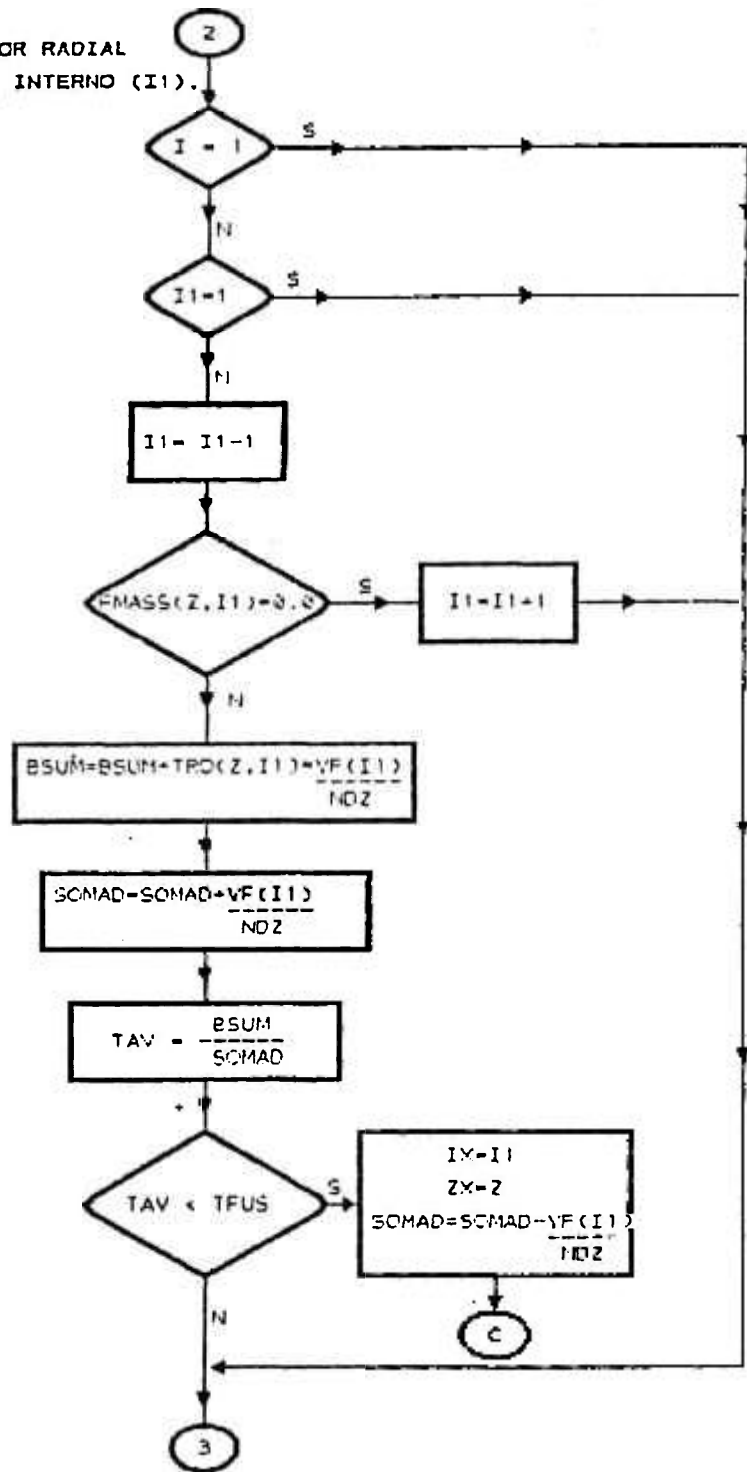 2
OR RADIAL
INTERNO (I1).
I = 1
S
N
I1=1
S
N
I1= I1-1
FMASS(Z,I1)=0.0
S
I1=I1+1
N
BSUM=BSUM+TRO(Z,I1)*VF(I1)
NDZ
SOMAD=SOMAD+VF(I1)
NDZ
TAV = BSUM
SOMAD
TAV < TFUS
S
IX=I1
ZX=Z
SOMAD=SOMAD-VF(I1)
NDZ
N
C
3